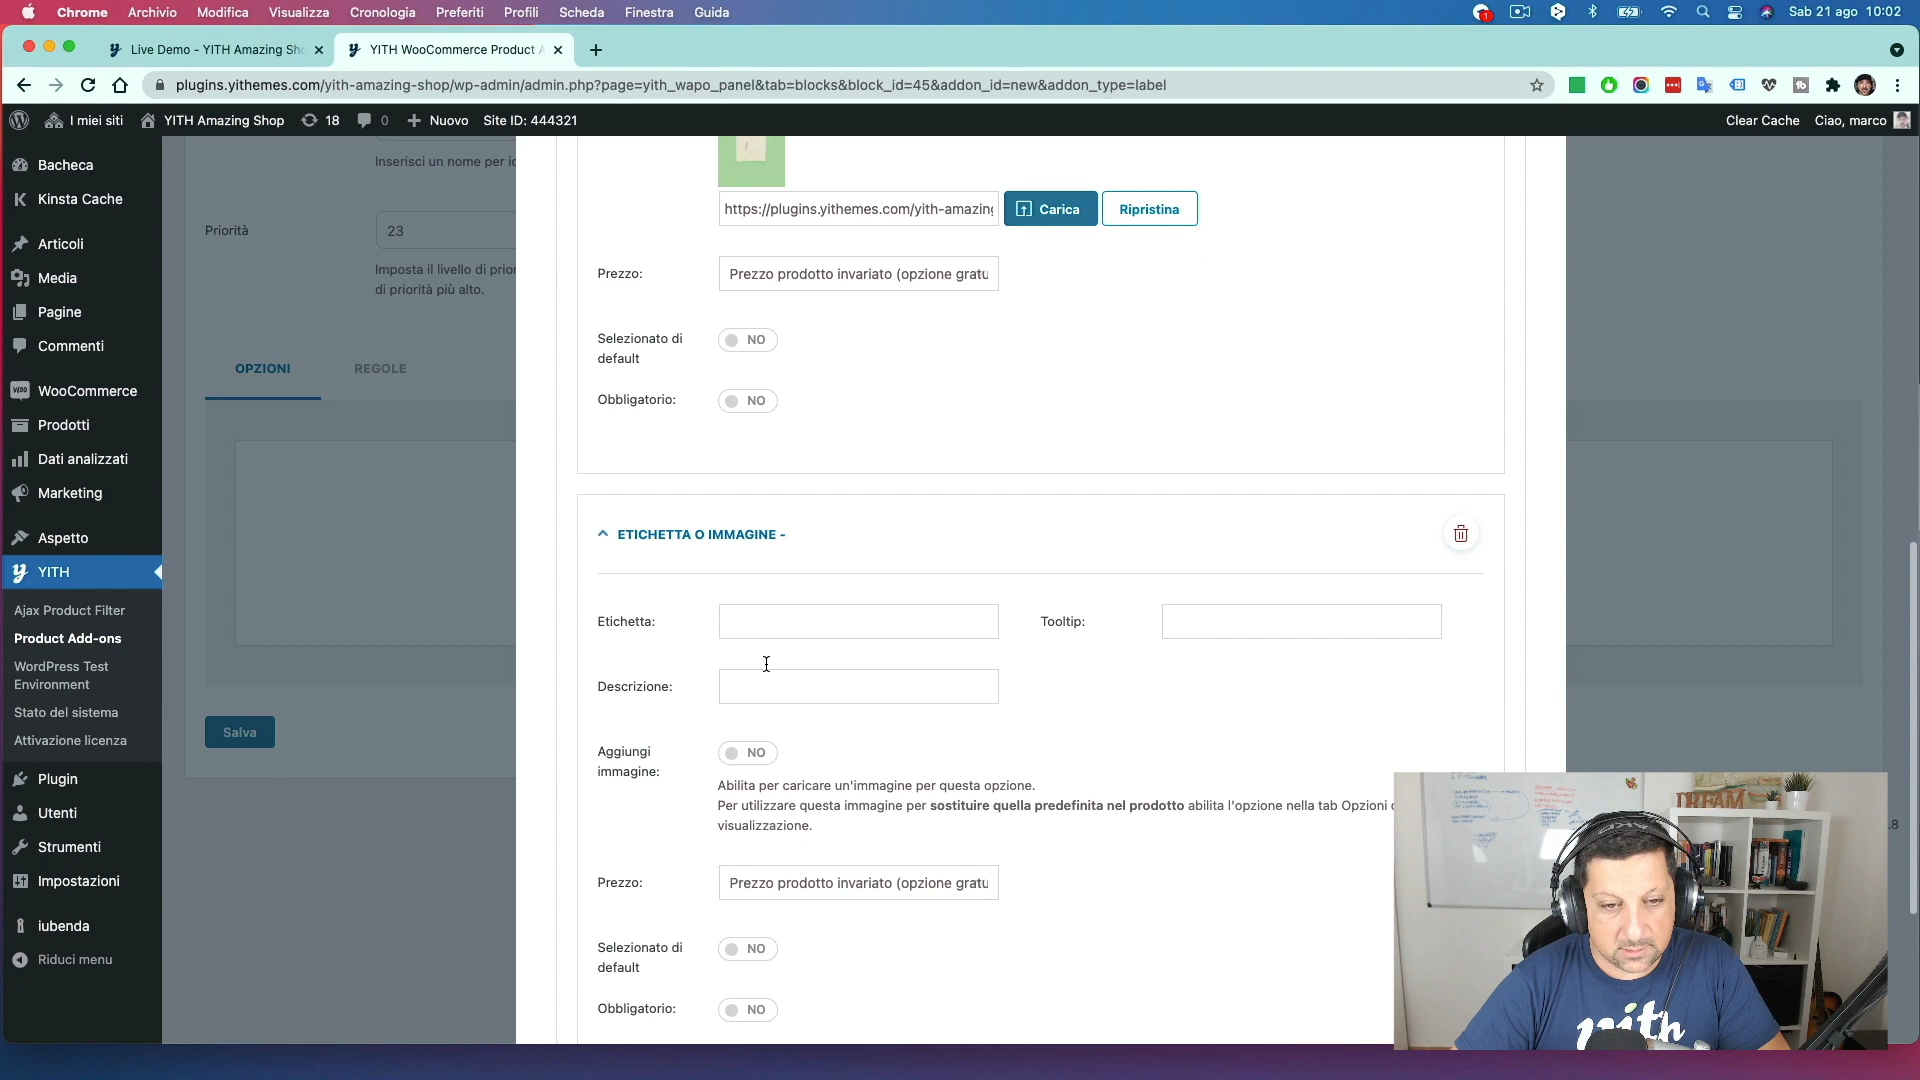 Chrome Archivio Modifica Visualizza Cronologia Preferiti Profili Scheda Finestra Guida 1 Sab 21 ago 10:02
Live Demo - YITH Amazing Sho YITH WooCommerce Product A
plugins.yithemes.com/yith-amazing-shop/wp-admin/admin.php?page=yith_wapo_panel&tab=blocks&block_id=45&addon_id=new&addon_type=label
I miei siti YITH Amazing Shop 18 0 Nuovo Site ID: 444321 Clear Cache Ciao, marco
Bacheca
Kinsta Cache
Articoli
Media
Pagine
Commenti
WooCommerce
Prodotti
Dati analizzati
Marketing
Aspetto
YITH
Ajax Product Filter
Product Add-ons
WordPress Test
Environment
Stato del sistema
Attivazione licenza
Plugin
Utenti
Strumenti
Impostazioni
iubenda
Riduci menu
Inserisci un nome per
Priorità 23
Imposta il livello di
di priorità più alto.
OPZIONI REGOLE
Salva
https://plugins.yithemes.com/yith-amazing Carica Ripristina
Prezzo: Prezzo prodotto invariato (opzione gratu
Selezionato di NO
default
Obbligatorio: NO
ETICHETTA O IMMAGINE -
Etichetta: Tooltip:
Descrizione:
Aggiungi NO
immagine:
Abilita per caricare un'immagine per questa opzione.
Per utilizzare questa immagine per sostituire quella predefinita nel prodotto abilita l'opzione nella tab Opzioni
visualizzazione.
Prezzo: Prezzo prodotto invariato (opzione gratu
Selezionato di NO
default
Obbligatorio: NO
DREAM
yith